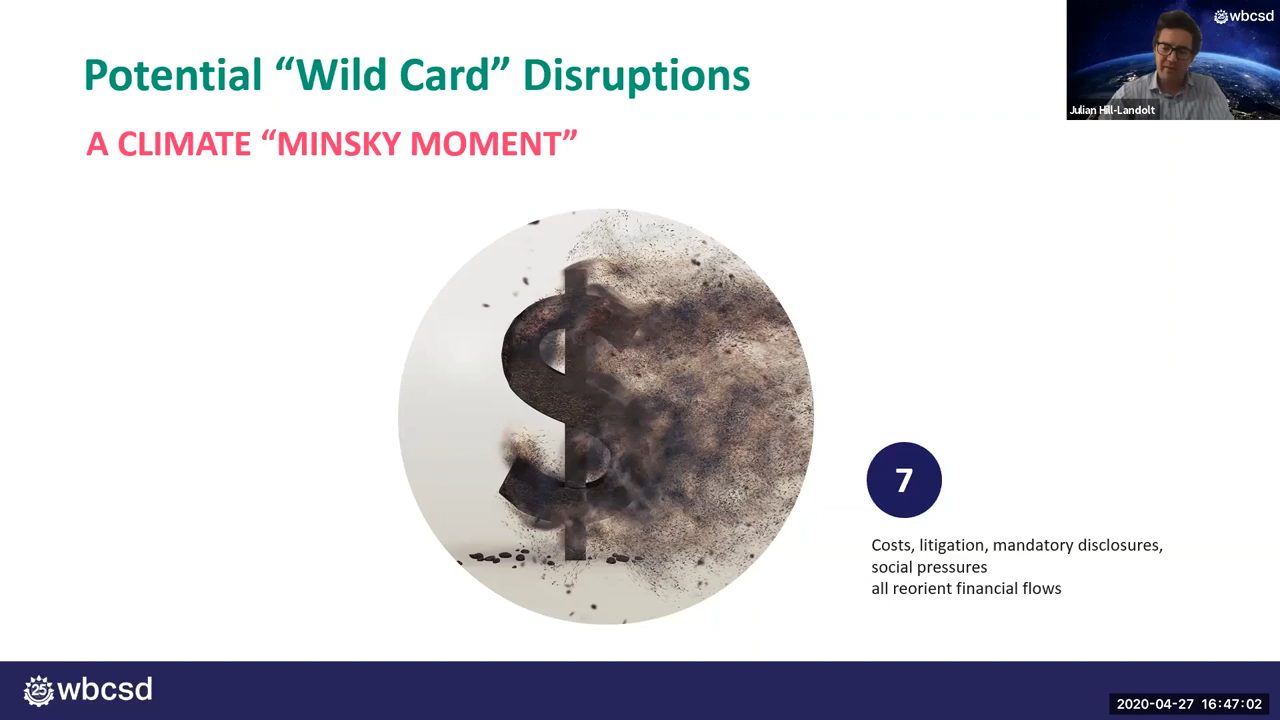 Potential “Wild Card” Disruptions
A CLIMATE “MINSKY MOMENT”
wbcsd
Julian Hill-Landolt
7
Costs, litigation, mandatory disclosures,
social pressures
all reorient financial flows
25 wbcsd
2020-04-27 16:47:02